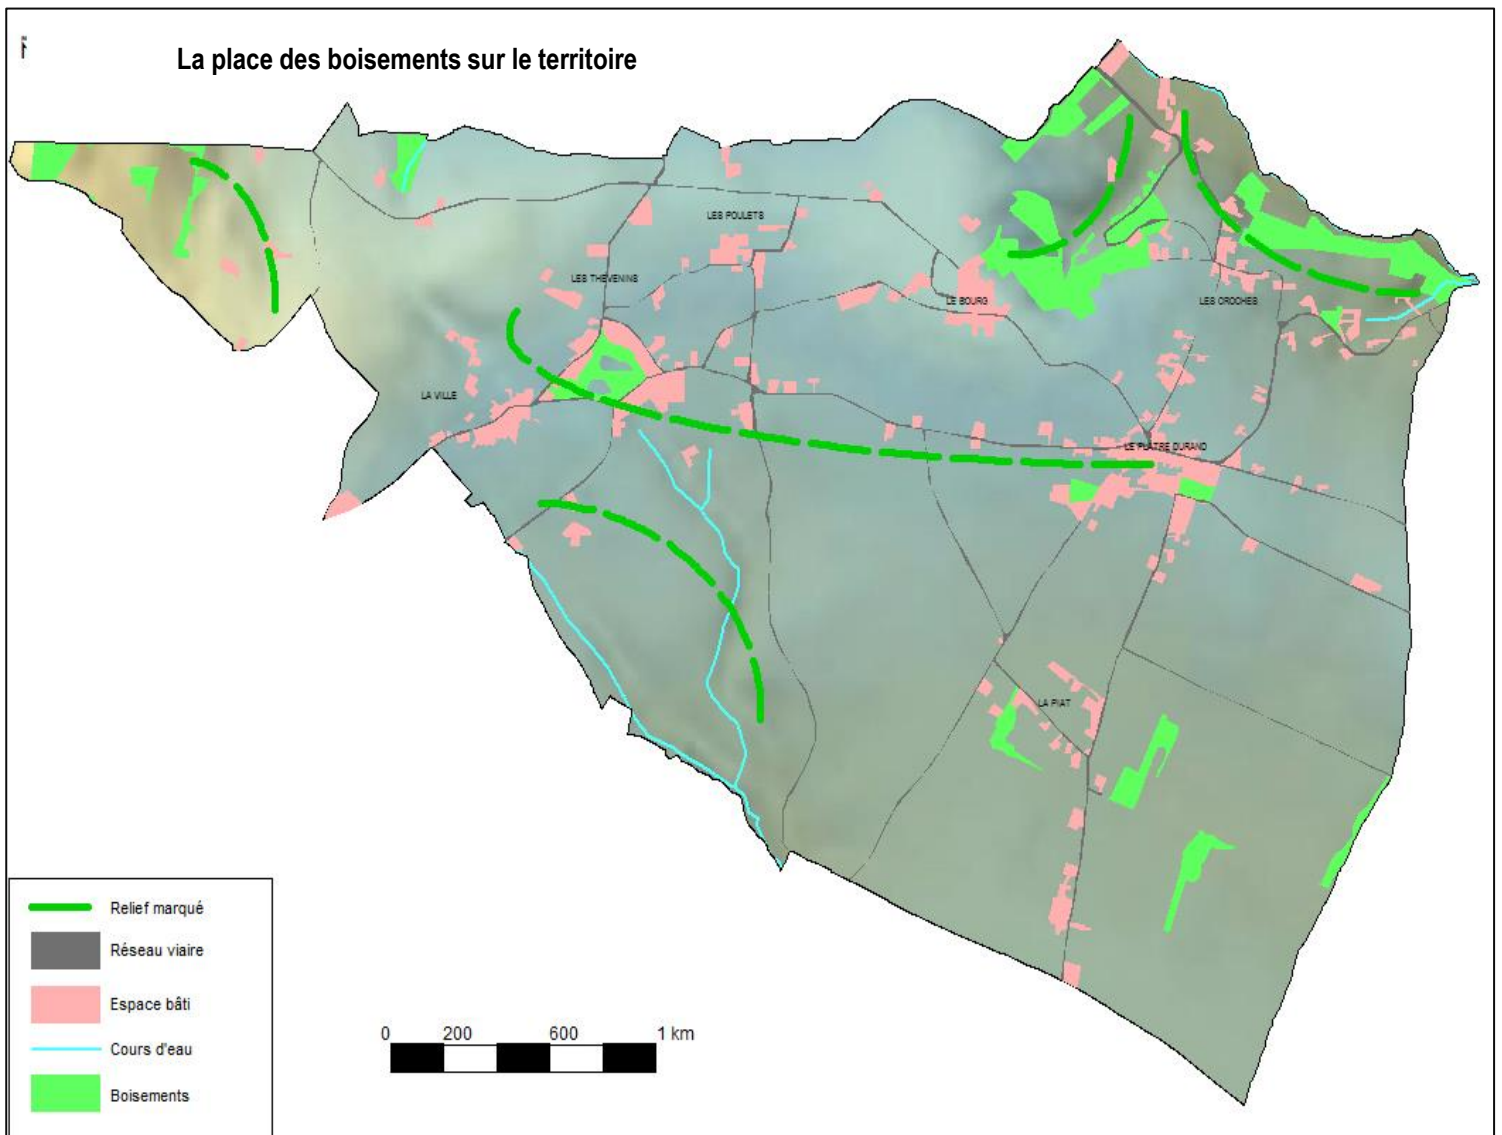 La place des boisements sur le territoire
LES POULETS
LES THEVENINS
LE BOURG
LES CROCHES
LA VILLE
LE PLATRE DURAND
LA PIAT
Relief marqué
Réseau viaire
Espace bâti
Cours d'eau
Boisements
0 200 600 1 km